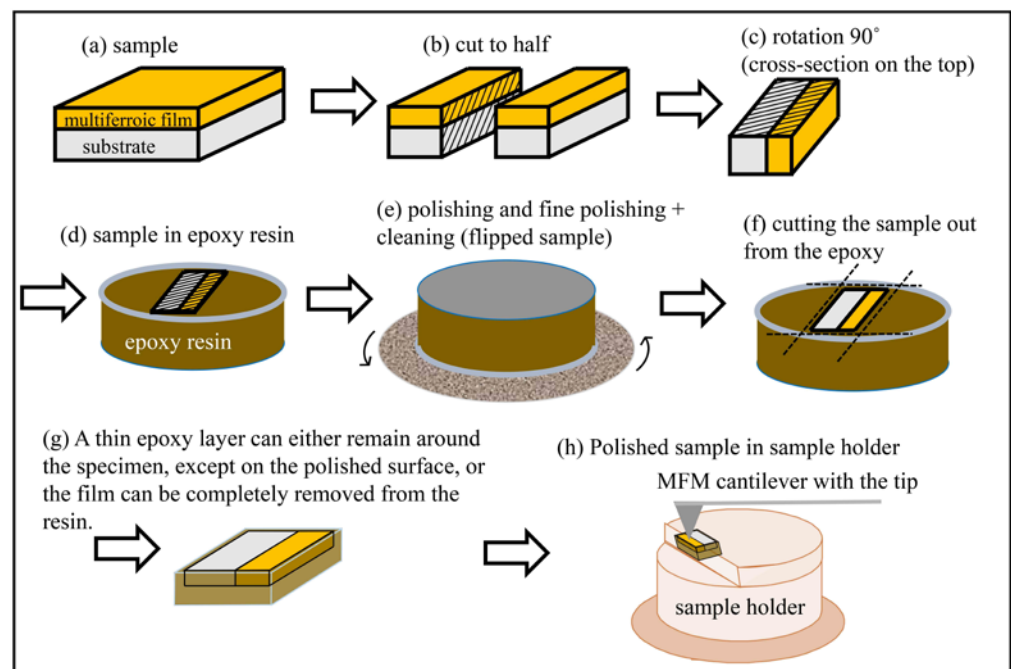 (a) sample
multiferroic film
substrate
(b) cut to half
(c) rotation 90˚
(cross-section on the top)
(d) sample in epoxy resin
epoxy resin
(e) polishing and fine polishing +
cleaning (flipped sample)
(f) cutting the sample out
from the epoxy
(g) A thin epoxy layer can either remain around
the specimen, except on the polished surface, or
the film can be completely removed from the
resin.
(h) Polished sample in sample holder
MFM cantilever with the tip
sample holder